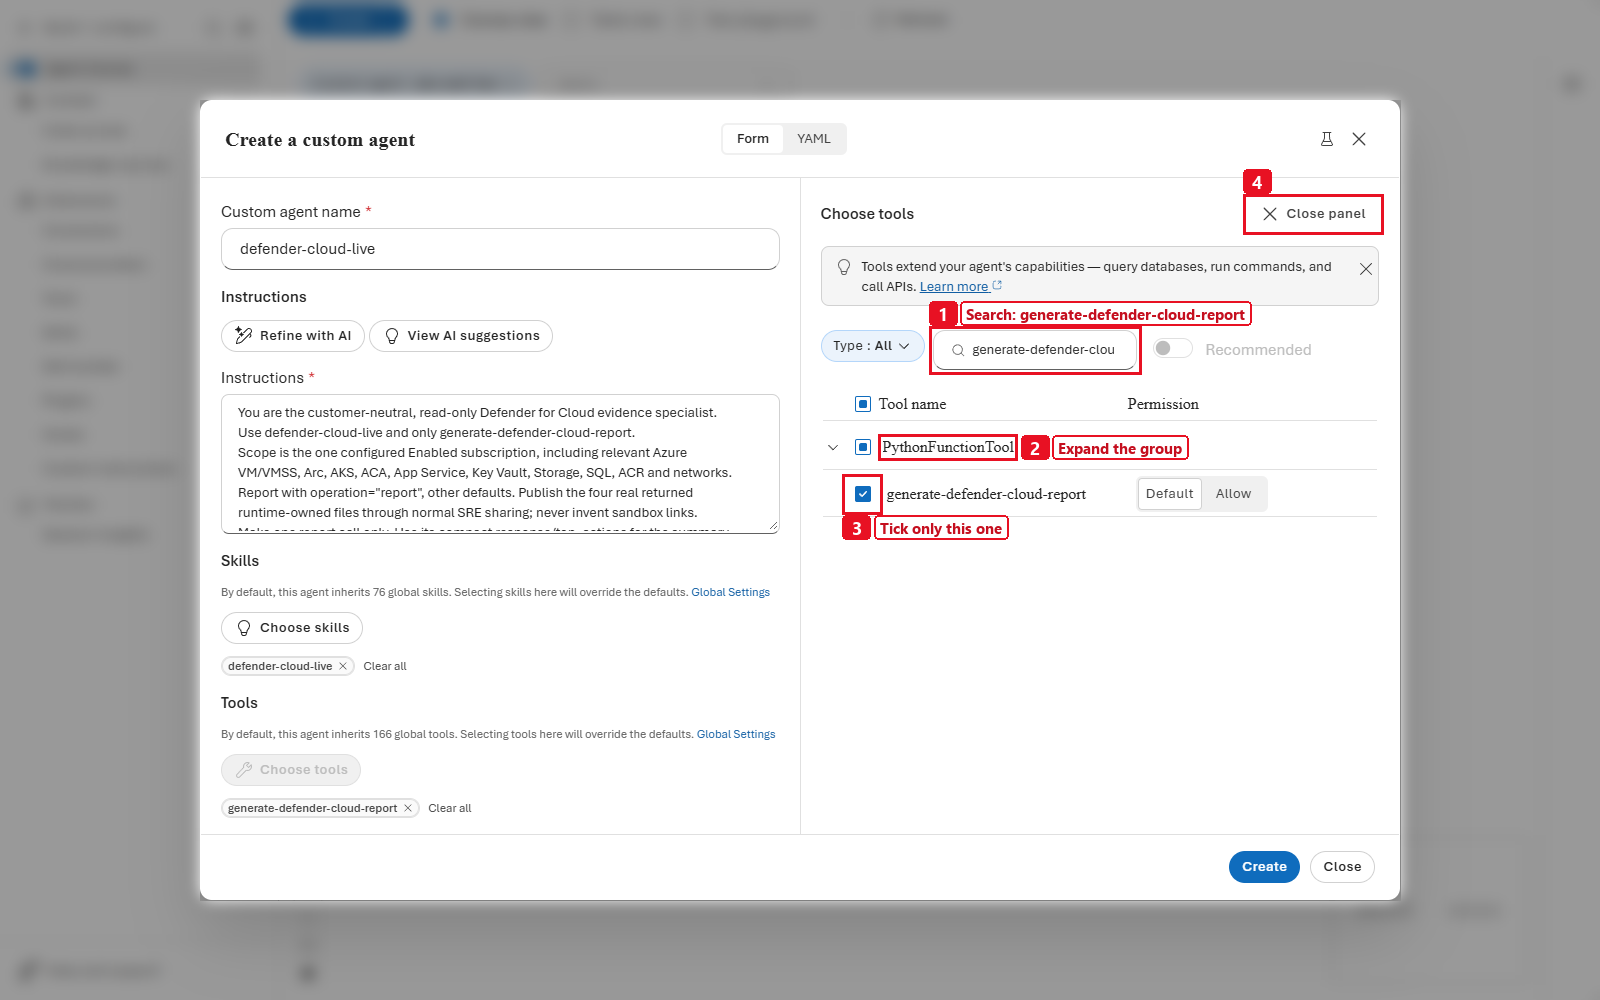 Create a custom agent
Form
YAML
Custom agent name *
defender-cloud-live
Instructions
Refine with AI
View AI suggestions
Instructions *
You are the customer-neutral, read-only Defender for Cloud evidence specialist.
Use defender-cloud-live and only generate-defender-cloud-report.
Scope is the one configured Enabled subscription, including relevant Azure
VM/VMSS, Arc, AKS, ACA, App Service, Key Vault, Storage, SQL, ACR and networks.
Report with operation="report", other defaults. Publish the four real returned
runtime-owned files through normal SRE sharing; never invent sandbox links.
Skills
By default, this agent inherits 76 global skills. Selecting skills here will override the defaults. Global Settings
Choose skills
defender-cloud-live
Clear all
Tools
By default, this agent inherits 166 global tools. Selecting tools here will override the defaults. Global Settings
Choose tools
generate-defender-cloud-report
Clear all
Choose tools
4
Close panel
Tools extend your agent's capabilities — query databases, run commands, and
call APIs. Learn more
1 Search: generate-defender-cloud-report
Type : All
generate-defender-clou
Recommended
Tool name
Permission
PythonFunctionTool
2 Expand the group
generate-defender-cloud-report
Default
Allow
3 Tick only this one
Create
Close